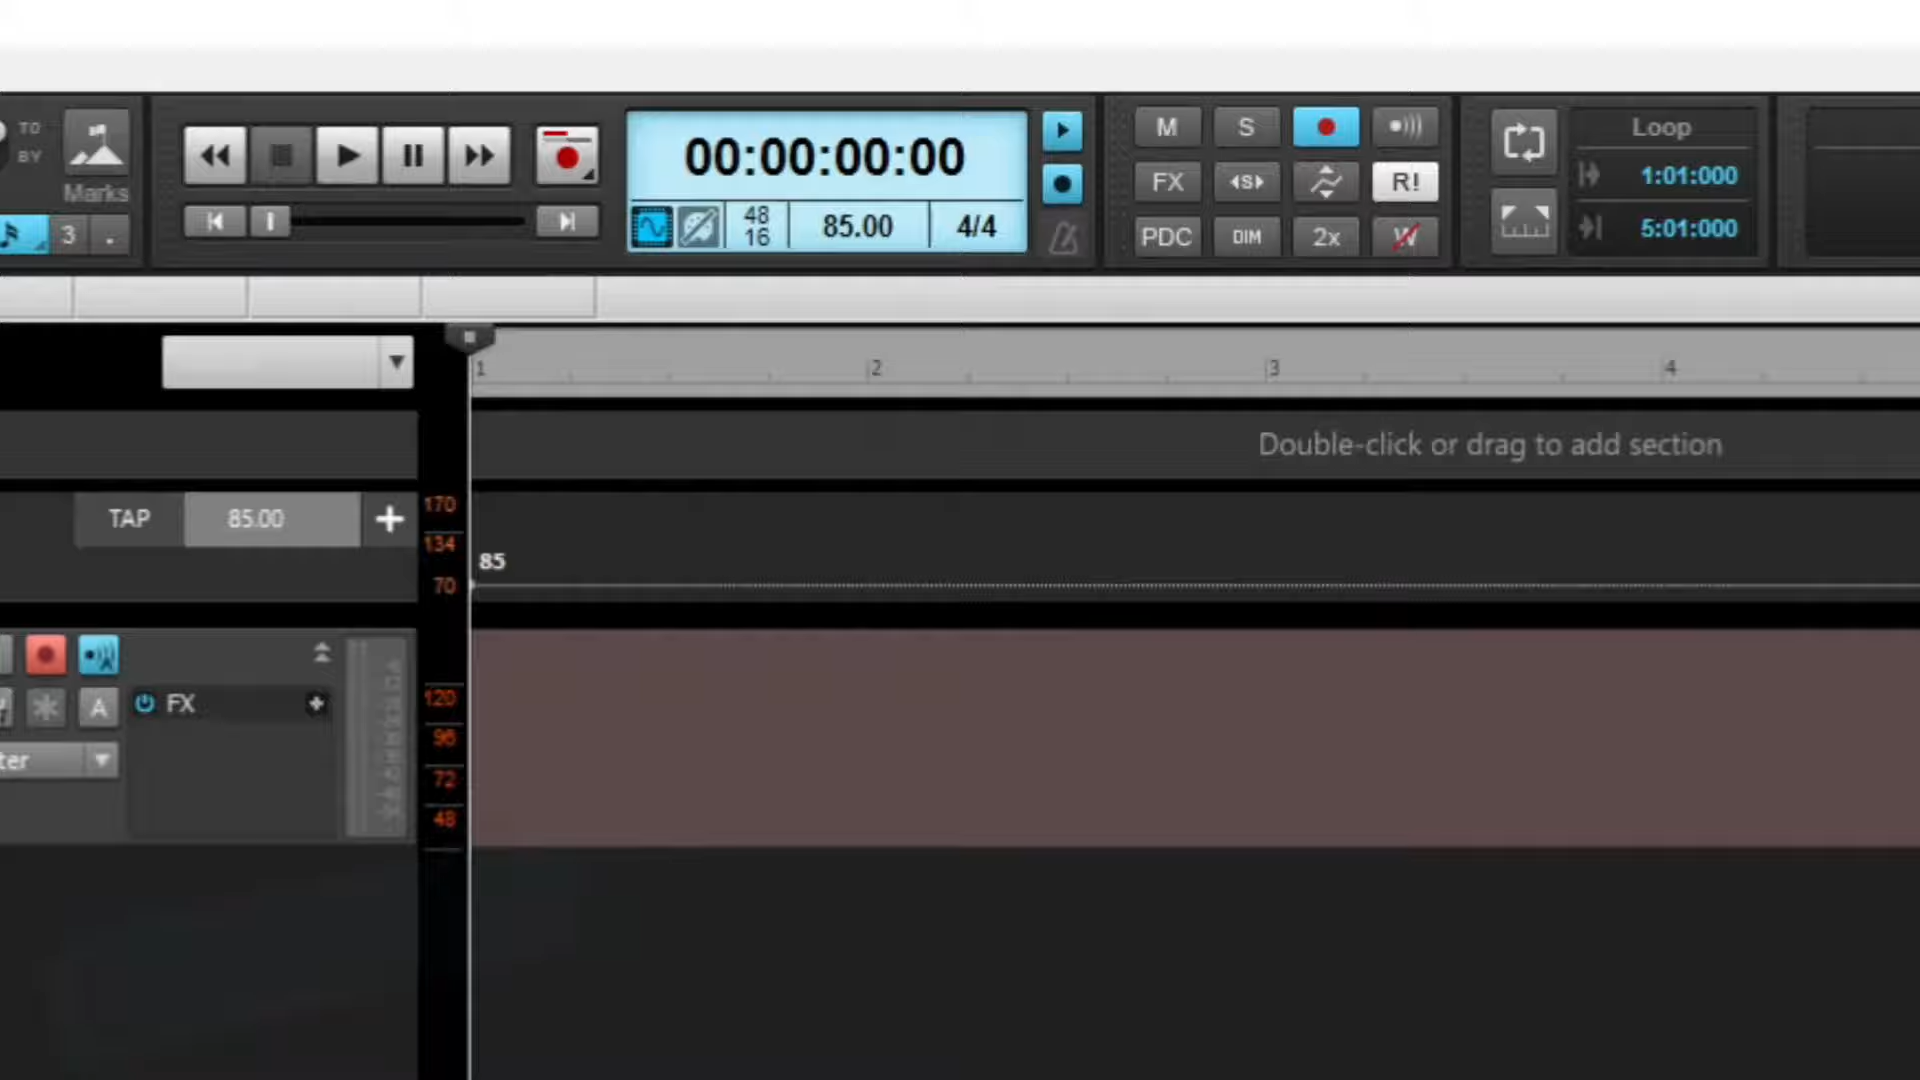 TO
BY
Marks
3
.
00:00:00:00
48
16
85.00
4/4
M
S
FX
S
R!
PDC
DIM
2x
W
Loop
1:01:000
5:01:000
1
2
3
4
Double-click or drag to add section
TAP
85.00
+
170
134
70
85
FX
+
A
ter
120
96
72
48